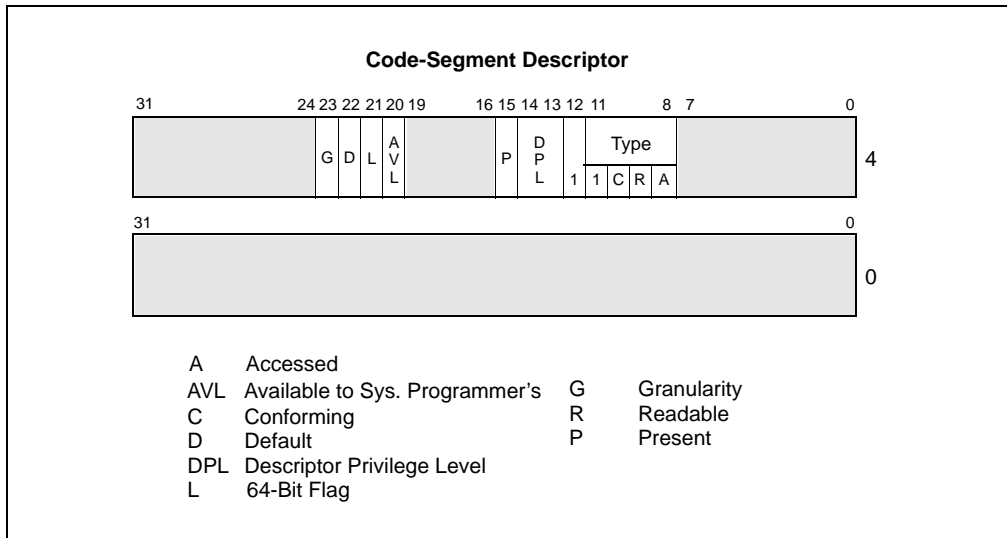 Code-Segment Descriptor
31 24 23 22 21 20 19 16 15 14 13 12 11 8 7 0
G D L AVL P DPL 1 Type 4
1 C R A
31 0
0
A Accessed
AVL Available to Sys. Programmer's
C Conforming
D Default
DPL Descriptor Privilege Level
L 64-Bit Flag
G Granularity
R Readable
P Present